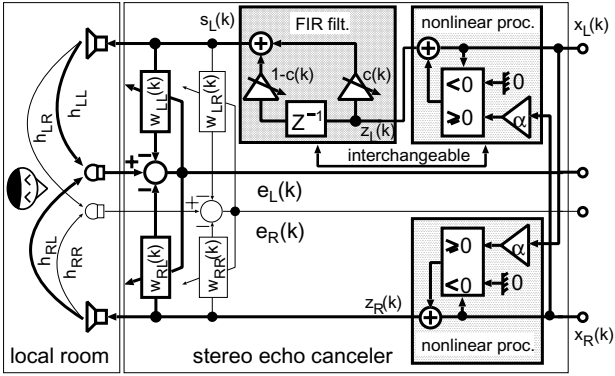 s_L(k)
FIR filt.
nonlinear proc.
x_L(k)
1-c(k)
c(k)
<0
0
≥0
α
Z⁻¹
z_L(k)
interchangeable
h_LL
h_LR
w_LL(k)
w_LR(k)
e_L(k)
e_R(k)
h_RL
h_RR
w_RL(k)
w_RR(k)
≥0
α
<0
0
z_R(k)
x_R(k)
nonlinear proc.
local room
stereo echo canceler